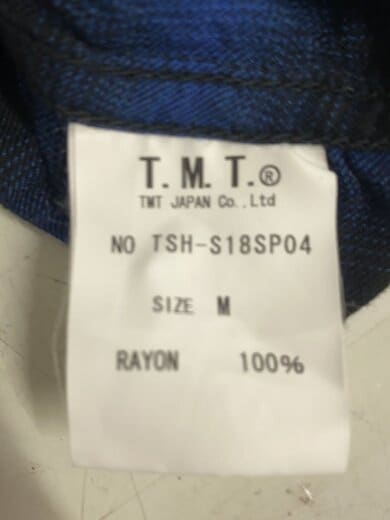 T.M.T.®
TMT JAPAN Co.,Ltd
NO TSH-S18SP04
SIZE M
RAYON 100%